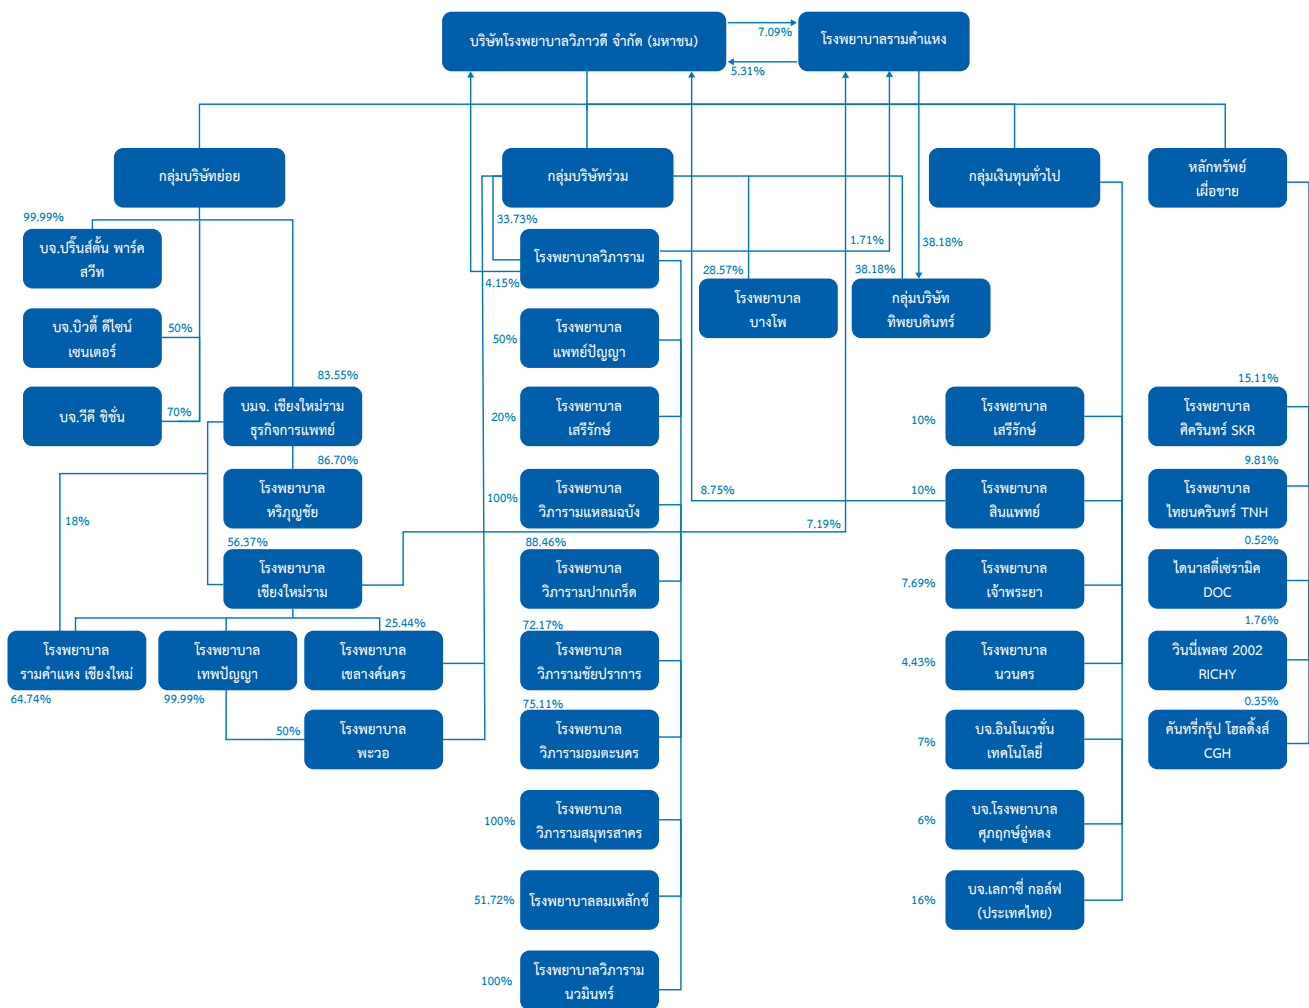 บริษัทโรงพยาบาลวิภาวดี จำกัด (มหาชน)
7.09%
5.31%
โรงพยาบาลรามคำแหง
กลุ่มบริษัทย่อย
กลุ่มบริษัทร่วม
กลุ่มเงินทุนทั่วไป
หลักทรัพย์
เผื่อขาย
99.99%
บจ.ปริ๊นส์ตั้น พาร์ค
สวีท
บจ.บิวตี้ ดีไซน์
เซนเตอร์
50%
บจ.วีคี ชิชั่น
70%
83.55%
บมจ. เชียงใหม่ราม
ธุรกิจการแพทย์
86.70%
โรงพยาบาล
หริภุญชัย
18%
56.37%
โรงพยาบาล
เชียงใหม่ราม
7.19%
โรงพยาบาล
รามคำแหง เชียงใหม่
64.74%
โรงพยาบาล
เทพปัญญา
99.99%
25.44%
โรงพยาบาล
เขลางค์นคร
50%
โรงพยาบาล
พะวอ
33.73%
โรงพยาบาลวิภาราม
4.15%
1.71%
38.18%
28.57%
โรงพยาบาล
บางโพ
38.18%
กลุ่มบริษัท
ทิพยบดินทร์
50%
โรงพยาบาล
แพทย์ปัญญา
20%
โรงพยาบาล
เสรีรักษ์
100%
โรงพยาบาล
วิภารามแหลมฉบัง
88.46%
โรงพยาบาล
วิภารามปากเกร็ด
72.17%
โรงพยาบาล
วิภารามชัยปราการ
75.11%
โรงพยาบาล
วิภารามอมตะนคร
100%
โรงพยาบาล
วิภารามสมุทรสาคร
51.72%
โรงพยาบาลลมเหสักข์
100%
โรงพยาบาลวิภาราม
นวมินทร์
10%
โรงพยาบาล
เสรีรักษ์
8.75%
10%
โรงพยาบาล
สินแพทย์
7.69%
โรงพยาบาล
เจ้าพระยา
4.43%
โรงพยาบาล
นวนคร
7%
บจ.อินโนเวชั่น
เทคโนโลยี่
6%
บจ.โรงพยาบาล
ศุภฤกษ์อู่หลง
16%
บจ.เลกาซี่ กอล์ฟ
(ประเทศไทย)
15.11%
โรงพยาบาล
ศิครินทร์ SKR
9.81%
โรงพยาบาล
ไทยนครินทร์ TNH
0.52%
ไดนาสตี่เซรามิค
DOC
1.76%
วินนี่เพลซ 2002
RICHY
0.35%
คันทรี่กรุ๊ป โฮลดิ้งส์
CGH